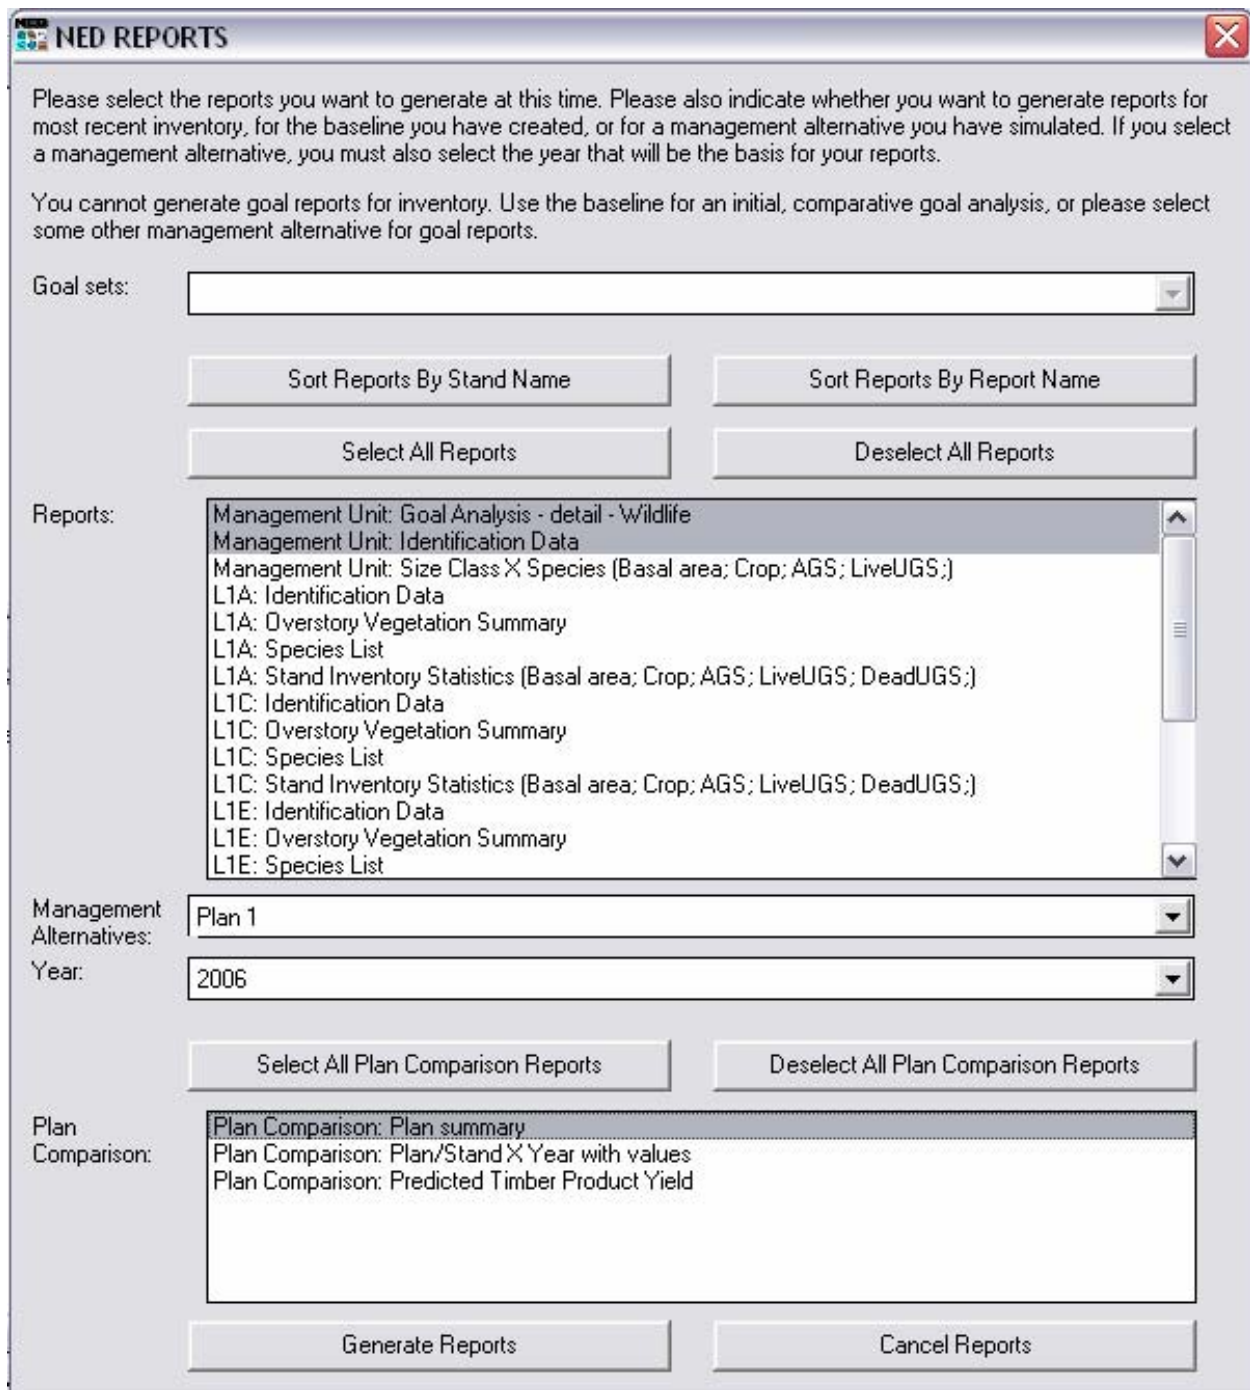 NED REPORTS
Please select the reports you want to generate at this time. Please also indicate whether you want to generate reports for
most recent inventory, for the baseline you have created, or for a management alternative you have simulated. If you select
a management alternative, you must also select the year that will be the basis for your reports.
You cannot generate goal reports for inventory. Use the baseline for an initial, comparative goal analysis, or please select
some other management alternative for goal reports.
Goal sets:
Sort Reports By Stand Name
Sort Reports By Report Name
Select All Reports
Deselect All Reports
Reports:
Management Unit: Goal Analysis - detail - Wildlife
Management Unit: Identification Data
Management Unit: Size Class X Species (Basal area; Crop; AGS; LiveUGS;)
L1A: Identification Data
L1A: Overstory Vegetation Summary
L1A: Species List
L1A: Stand Inventory Statistics (Basal area; Crop; AGS; LiveUGS; DeadUGS;)
L1C: Identification Data
L1C: Overstory Vegetation Summary
L1C: Species List
L1C: Stand Inventory Statistics (Basal area; Crop; AGS; LiveUGS; DeadUGS;)
L1E: Identification Data
L1E: Overstory Vegetation Summary
L1E: Species List
Management
Alternatives:
Plan 1
Year:
2006
Select All Plan Comparison Reports
Deselect All Plan Comparison Reports
Plan
Comparison:
Plan Comparison: Plan summary
Plan Comparison: Plan/Stand X Year with values
Plan Comparison: Predicted Timber Product Yield
Generate Reports
Cancel Reports